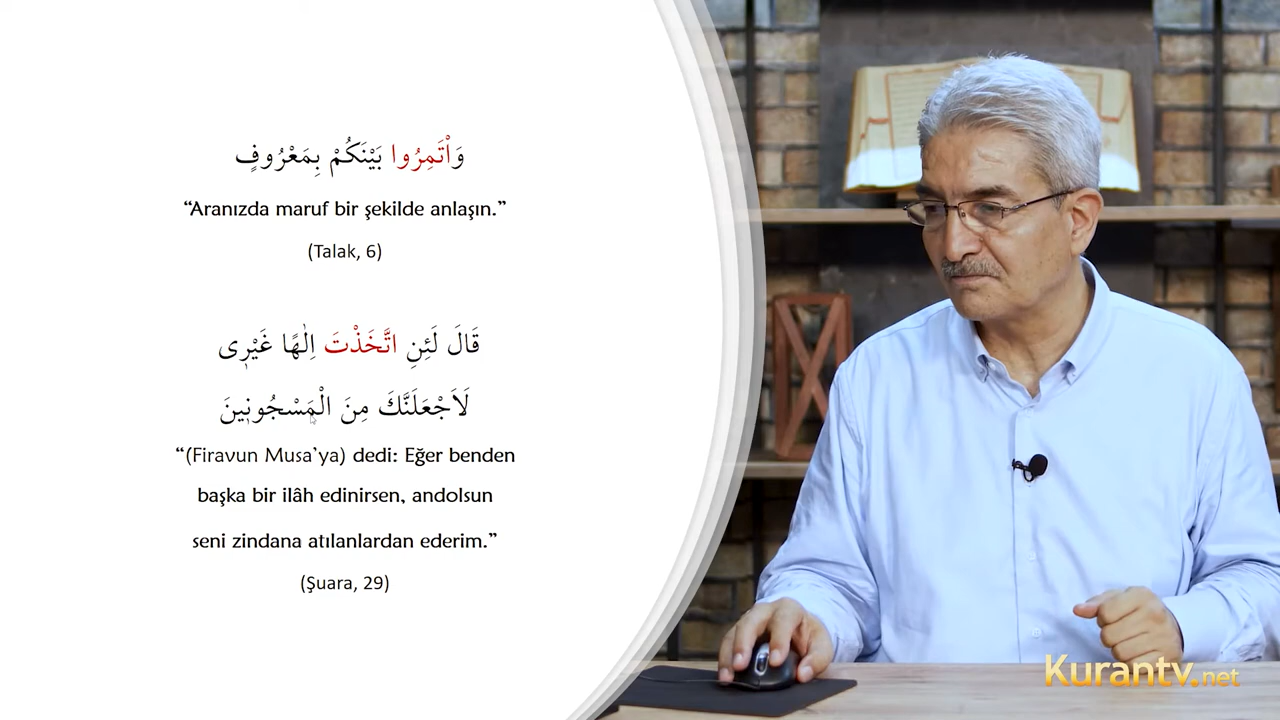 وَاْتَمِرُوا بَيْنَكُمْ بِمَعْرُوفٍ
“Aranızda maruf bir şekilde anlaşın.”
(Talak, 6)
قَالَ لَئِنِ اتَّخَذْتَ اِلٰهًا غَيْر۪ى
لَاَجْعَلَنَّكَ مِنَ الْمَسْجُون۪ينَ
“(Firavun Musa’ya) dedi: Eğer benden
başka bir ilâh edinirsen, andolsun
seni zindana atılanlardan ederim.”
(Şuara, 29)
Kurantv.net